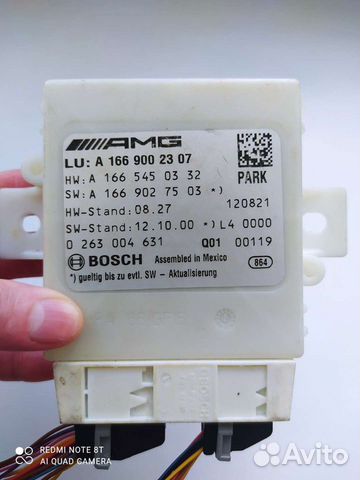 AMG
LU: A 166 900 23 07
HW: A 166 545 03 32 PARK
SW: A 166 902 75 03 *)
HW-Stand: 08.27 120821
SW-Stand: 12.10.00 *) L4 0000
0 263 004 631 Q01 00119
BOSCH Assembled in Mexico 864
*) gueltig bis zu evtl. SW - Aktualisierung
REDMI NOTE 8T
AI QUAD CAMERA
Avito